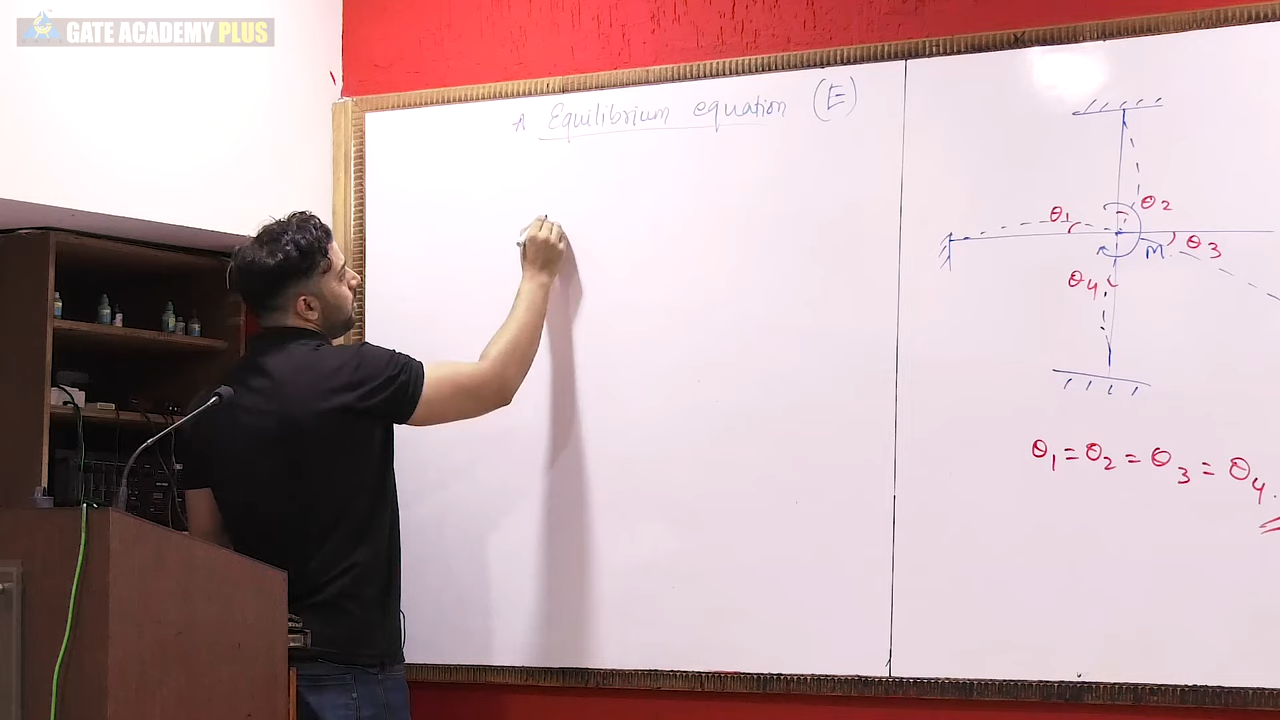 GATE ACADEMY PLUS
* Equilibrium equation (E)
θ2
θ1
M
θ3
θ4
θ1 = θ2 = θ3 = θ4.